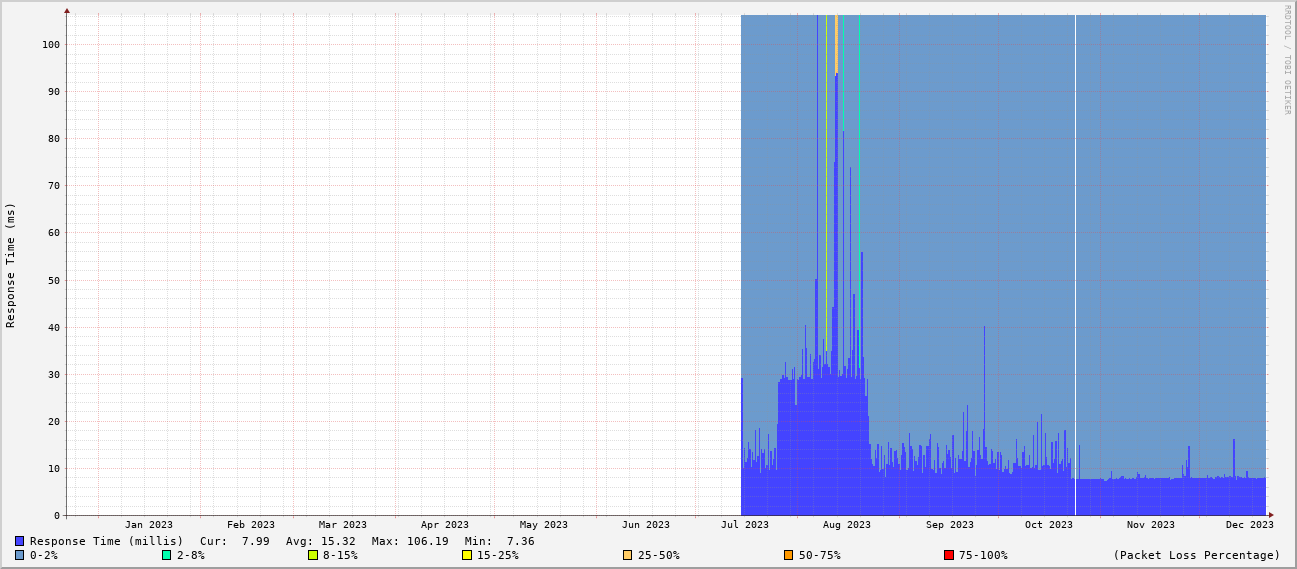 RRDTOOL / TOBI OETIKER
Response Time (ms)
100
90
80
70
60
50
40
30
20
10
0
Jan 2023 Feb 2023 Mar 2023 Apr 2023 May 2023 Jun 2023 Jul 2023 Aug 2023 Sep 2023 Oct 2023 Nov 2023 Dec 2023
Response Time (millis) Cur: 7.99 Avg: 15.32 Max: 106.19 Min: 7.36
0-2% 2-8% 8-15% 15-25% 25-50% 50-75% 75-100% (Packet Loss Percentage)